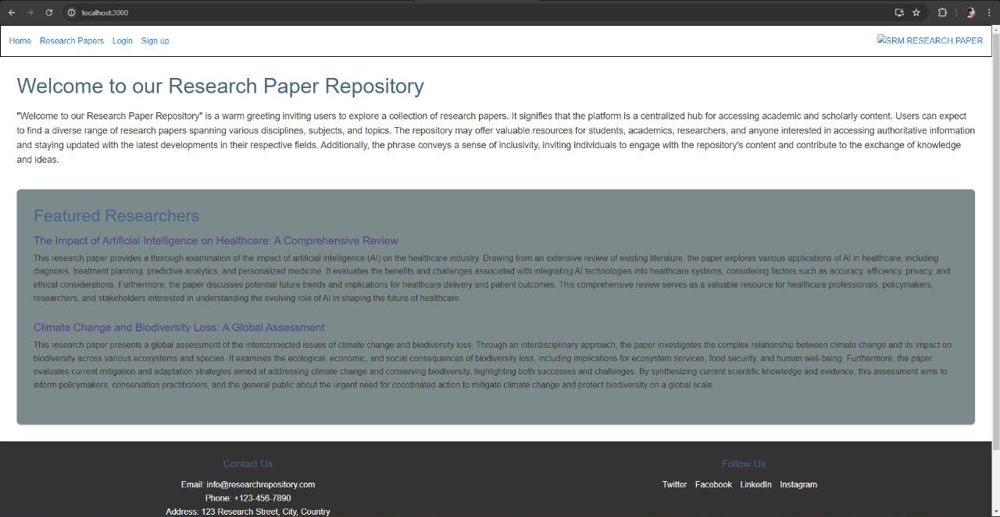 localhost:3000
Home Research Papers Login Sign up SRM RESEARCH PAPER
Welcome to our Research Paper Repository
"Welcome to our Research Paper Repository" is a warm greeting inviting users to explore a collection of research papers. It signifies that the platform is a centralized hub for accessing academic and scholarly content. Users can expect
to find a diverse range of research papers spanning various disciplines, subjects, and topics. The repository may offer valuable resources for students, academics, researchers, and anyone interested in accessing authoritative information
and staying updated with the latest developments in their respective fields. Additionally, the phrase conveys a sense of inclusivity, inviting individuals to engage with the repository's content and contribute to the exchange of knowledge
and ideas.
Featured Researchers
The Impact of Artificial Intelligence on Healthcare: A Comprehensive Review
This research paper provides a thorough examination of the impact of artificial intelligence (AI) on the healthcare industry. Drawing from an extensive review of existing literature, the paper explores various applications of AI in healthcare, including
diagnosis, treatment planning, predictive analytics, and personalized medicine. It evaluates the benefits and challenges associated with integrating AI technologies into healthcare systems, considering factors such as accuracy, efficiency, privacy, and
ethical considerations. Furthermore, the paper discusses potential future trends and implications for healthcare delivery and patient outcomes. This comprehensive review serves as a valuable resource for healthcare professionals, policymakers,
researchers, and stakeholders interested in understanding the evolving role of AI in shaping the future of healthcare.
Climate Change and Biodiversity Loss: A Global Assessment
This research paper presents a global assessment of the interconnected issues of climate change and biodiversity loss. Through an interdisciplinary approach, the paper investigates the complex relationship between climate change and its impact on
biodiversity across various ecosystems and species. It examines the ecological, economic, and social consequences of biodiversity loss, including implications for ecosystem services, food security, and human well-being. Furthermore, the paper
evaluates current mitigation and adaptation strategies aimed at addressing climate change and conserving biodiversity, highlighting both successes and challenges. By synthesizing current scientific knowledge and evidence, this assessment aims to
inform policymakers, conservation practitioners, and the general public about the urgent need for coordinated action to mitigate climate change and protect biodiversity on a global scale.
Contact Us
Email: info@researchrepository.com
Phone: +123-456-7890
Address: 123 Research Street, City, Country
Follow Us
Twitter Facebook LinkedIn Instagram